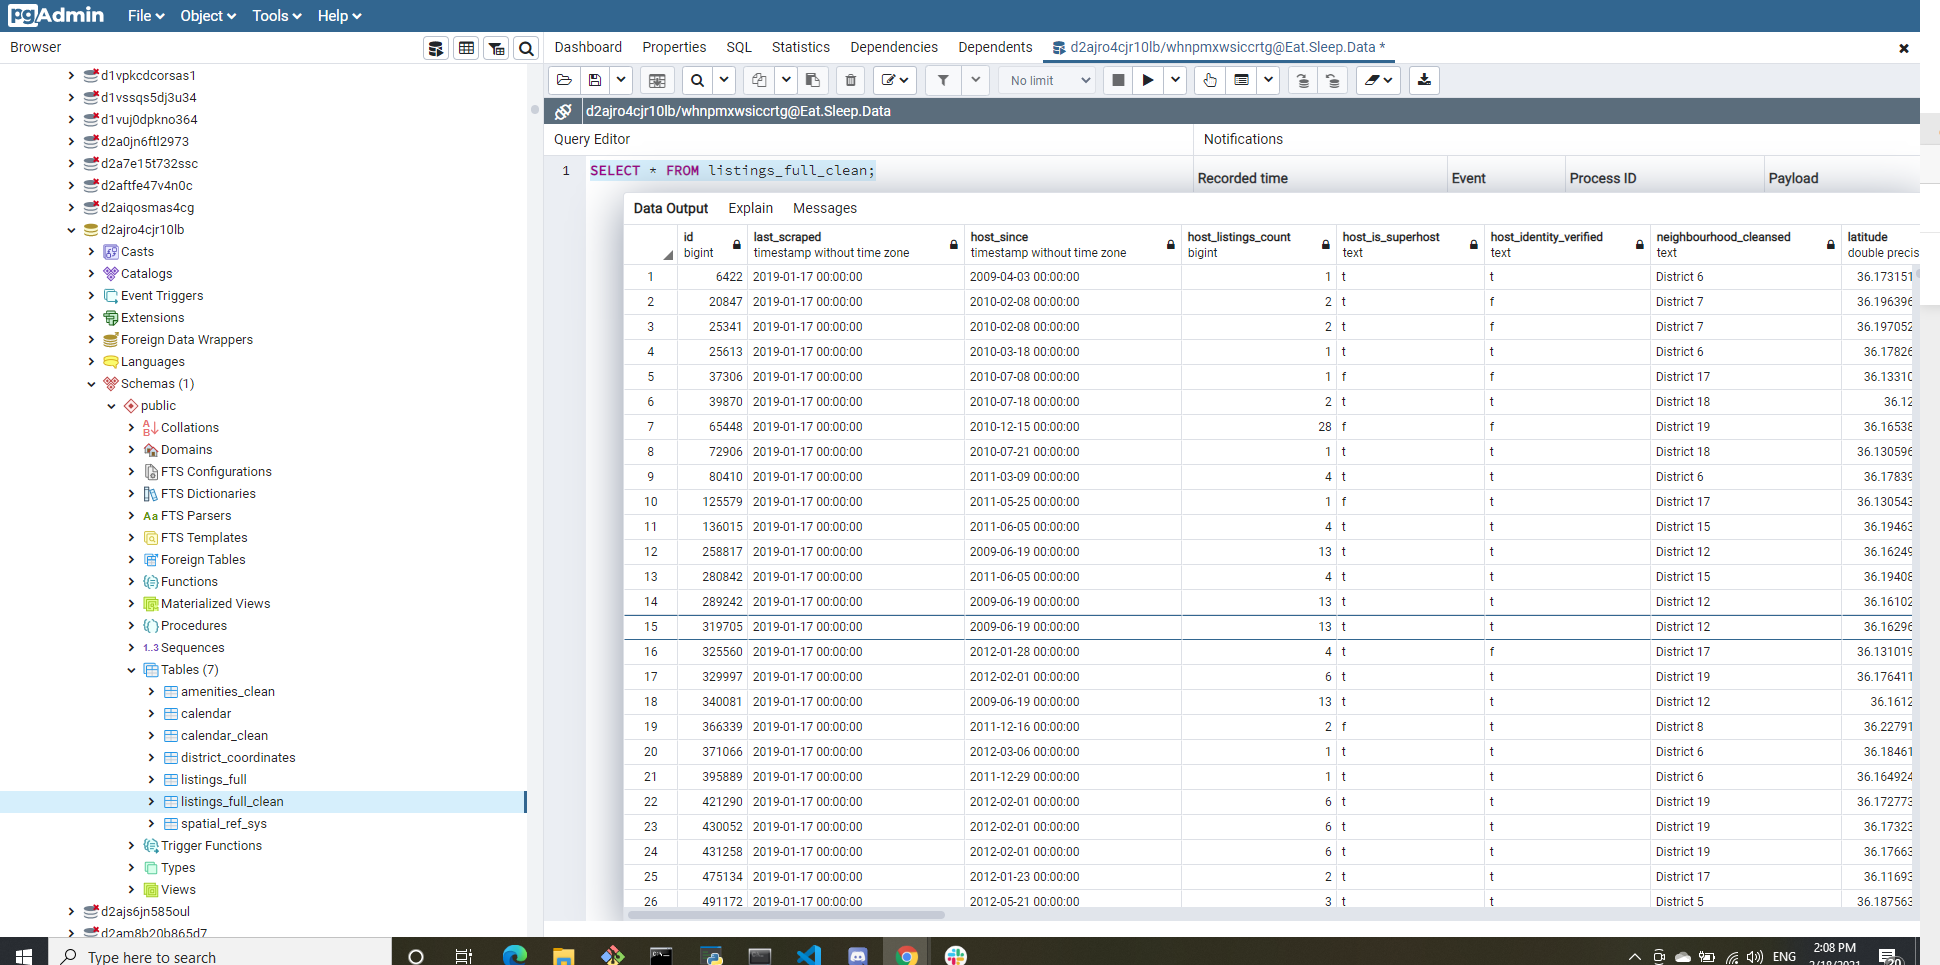 pgAdmin File Object Tools Help
Browser
Dashboard Properties SQL Statistics Dependencies Dependents d2ajro4cjr10lb/whnpmxwsiccrtg@Eat.Sleep.Data *
No limit
d2ajro4cjr10lb/whnpmxwsiccrtg@Eat.Sleep.Data
Query Editor
Notifications
1 SELECT * FROM listings_full_clean;
Recorded time Event Process ID Payload
d1vpkcdcorsas1
d1vssqs5dj3u34
d1vuj0dpkno364
d2a0jn6ftl2973
d2a7e15t732ssc
d2aftfe47v4n0c
d2aiqosmas4cg
d2ajro4cjr10lb
Casts
Catalogs
Event Triggers
Extensions
Foreign Data Wrappers
Languages
Schemas (1)
public
Collations
Domains
FTS Configurations
FTS Dictionaries
FTS Parsers
FTS Templates
Foreign Tables
Functions
Materialized Views
Procedures
1..3 Sequences
Tables (7)
amenities_clean
calendar
calendar_clean
district_coordinates
listings_full
listings_full_clean
spatial_ref_sys
Trigger Functions
Types
Views
d2ajs6jn585oul
d2am8b20b865d7
Data Output Explain Messages
id last_scraped host_since host_listings_count host_is_superhost host_identity_verified neighbourhood_cleansed latitude
bigint timestamp without time zone timestamp without time zone bigint text text text double precis
1 6422 2019-01-17 00:00:00 2009-04-03 00:00:00 1 t t District 6 36.173151
2 20847 2019-01-17 00:00:00 2010-02-08 00:00:00 2 t f District 7 36.196396
3 25341 2019-01-17 00:00:00 2010-02-08 00:00:00 2 t f District 7 36.197052
4 25613 2019-01-17 00:00:00 2010-03-18 00:00:00 1 t t District 6 36.17826
5 37306 2019-01-17 00:00:00 2010-07-08 00:00:00 1 f f District 17 36.13310
6 39870 2019-01-17 00:00:00 2010-07-18 00:00:00 2 t t District 18 36.12
7 65448 2019-01-17 00:00:00 2010-12-15 00:00:00 28 f f District 19 36.16538
8 72906 2019-01-17 00:00:00 2010-07-21 00:00:00 1 t t District 18 36.130596
9 80410 2019-01-17 00:00:00 2011-03-09 00:00:00 4 t t District 6 36.17839
10 125579 2019-01-17 00:00:00 2011-05-25 00:00:00 1 f t District 17 36.130543
11 136015 2019-01-17 00:00:00 2011-06-05 00:00:00 4 t t District 15 36.19463
12 258817 2019-01-17 00:00:00 2009-06-19 00:00:00 13 t t District 12 36.16249
13 280842 2019-01-17 00:00:00 2011-06-05 00:00:00 4 t t District 15 36.19408
14 289242 2019-01-17 00:00:00 2009-06-19 00:00:00 13 t t District 12 36.16102
15 319705 2019-01-17 00:00:00 2009-06-19 00:00:00 13 t t District 12 36.16296
16 325560 2019-01-17 00:00:00 2012-01-28 00:00:00 4 t f District 17 36.131019
17 329997 2019-01-17 00:00:00 2012-02-01 00:00:00 6 t t District 19 36.176411
18 340081 2019-01-17 00:00:00 2009-06-19 00:00:00 13 t t District 12 36.1612
19 366339 2019-01-17 00:00:00 2011-12-16 00:00:00 2 f t District 8 36.22791
20 371066 2019-01-17 00:00:00 2012-03-06 00:00:00 1 t t District 6 36.18461
21 395889 2019-01-17 00:00:00 2011-12-29 00:00:00 1 t t District 6 36.164924
22 421290 2019-01-17 00:00:00 2012-02-01 00:00:00 6 t t District 19 36.172773
23 430052 2019-01-17 00:00:00 2012-02-01 00:00:00 6 t t District 19 36.17323
24 431258 2019-01-17 00:00:00 2012-02-01 00:00:00 6 t t District 19 36.17663
25 475134 2019-01-17 00:00:00 2012-01-23 00:00:00 2 t t District 17 36.11693
26 491172 2019-01-17 00:00:00 2012-05-21 00:00:00 3 t t District 5 36.187563
Type here to search
ENG
2:08 PM
2/18/2021
20